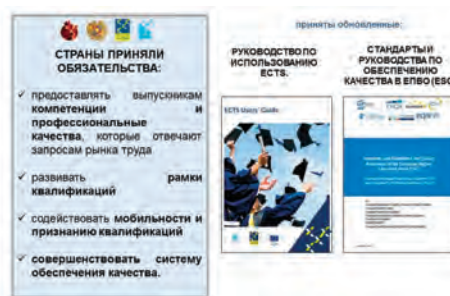 СТРАНЫ ПРИНЯЛИ
ОБЯЗАТЕЛЬСТВА:
✓ предоставлять выпускникам
компетенции и
профессиональные
качества, которые отвечают
запросам рынка труда
✓ развивать рамки
квалификаций
✓ содействовать мобильности и
признанию квалификаций
✓ совершенствовать систему
обеспечения качества.
приняты обновленные:
РУКОВОДСТВО ПО
ИСПОЛЬЗОВАНИЮ
ECTS.
ECTS Users' Guide
СТАНДАРТЫ И
РУКОВОДСТВА ПО
ОБЕСПЕЧЕНИЮ
КАЧЕСТВА В ЕПВО (ESG